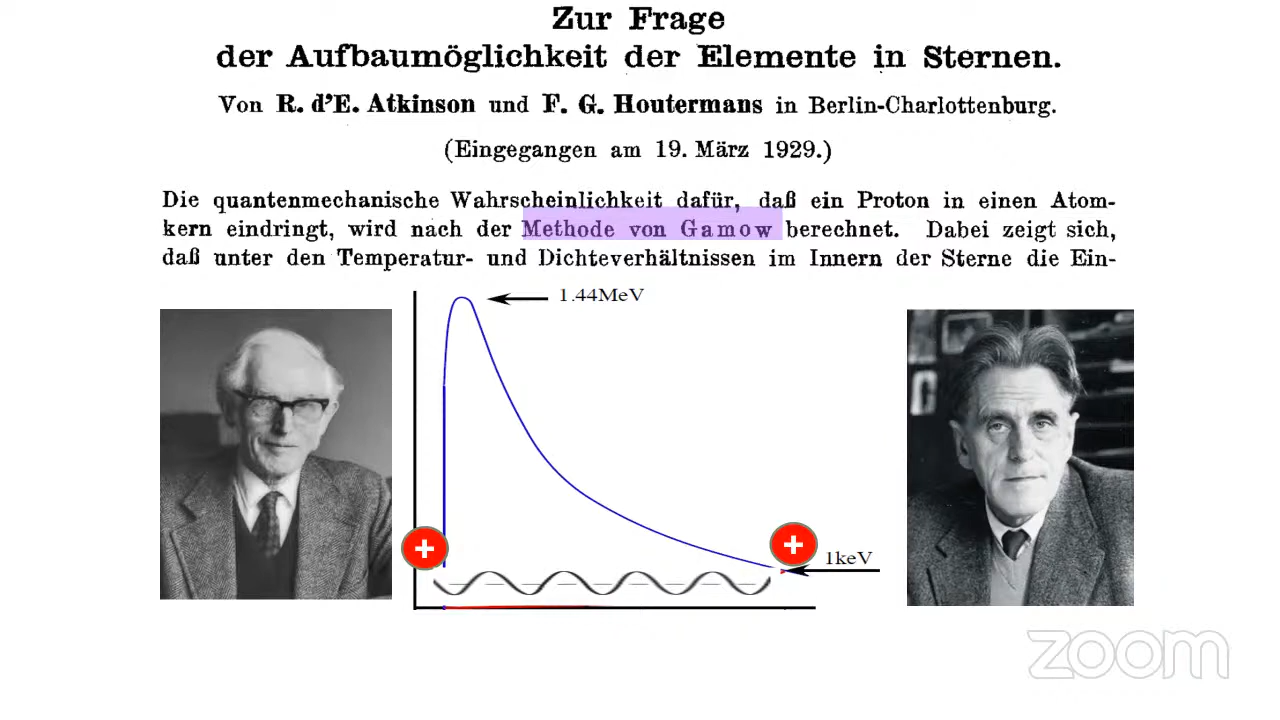 Zur Frage
der Aufbaumöglichkeit der Elemente in Sternen.
Von R. d'E. Atkinson und F. G. Houtermans in Berlin-Charlottenburg.
(Eingegangen am 19. März 1929.)
Die quantenmechanische Wahrscheinlichkeit dafür, daß ein Proton in einen Atom-
kern eindringt, wird nach der Methode von Gamow berechnet. Dabei zeigt sich,
daß unter den Temperatur- und Dichteverhältnissen im Innern der Sterne die Ein-
1.44MeV
+
+
1keV
zoom